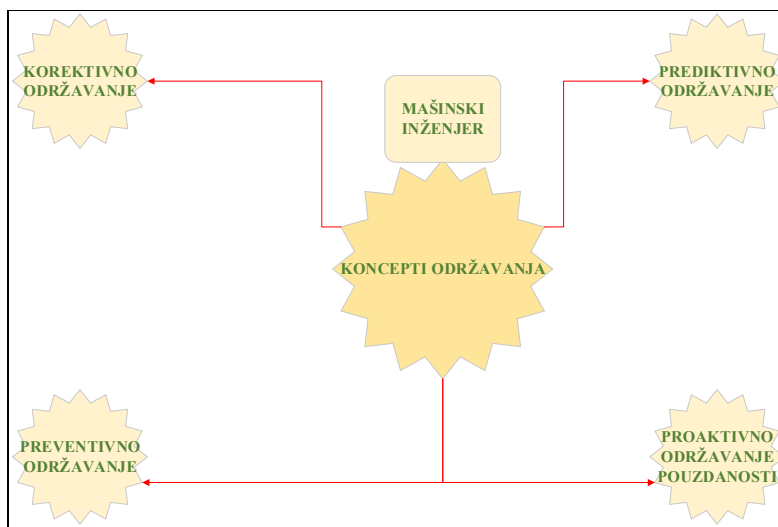 KOREKTIVNO
ODRŽAVANJE
PREDIKTIVNO
ODRŽAVANJE
MAŠINSKI
INŽENJER
KONCEPTI ODRŽAVANJA
PREVENTIVNO
ODRŽAVANJE
PROAKTIVNO
ODRŽAVANJE
POUZDANOSTI